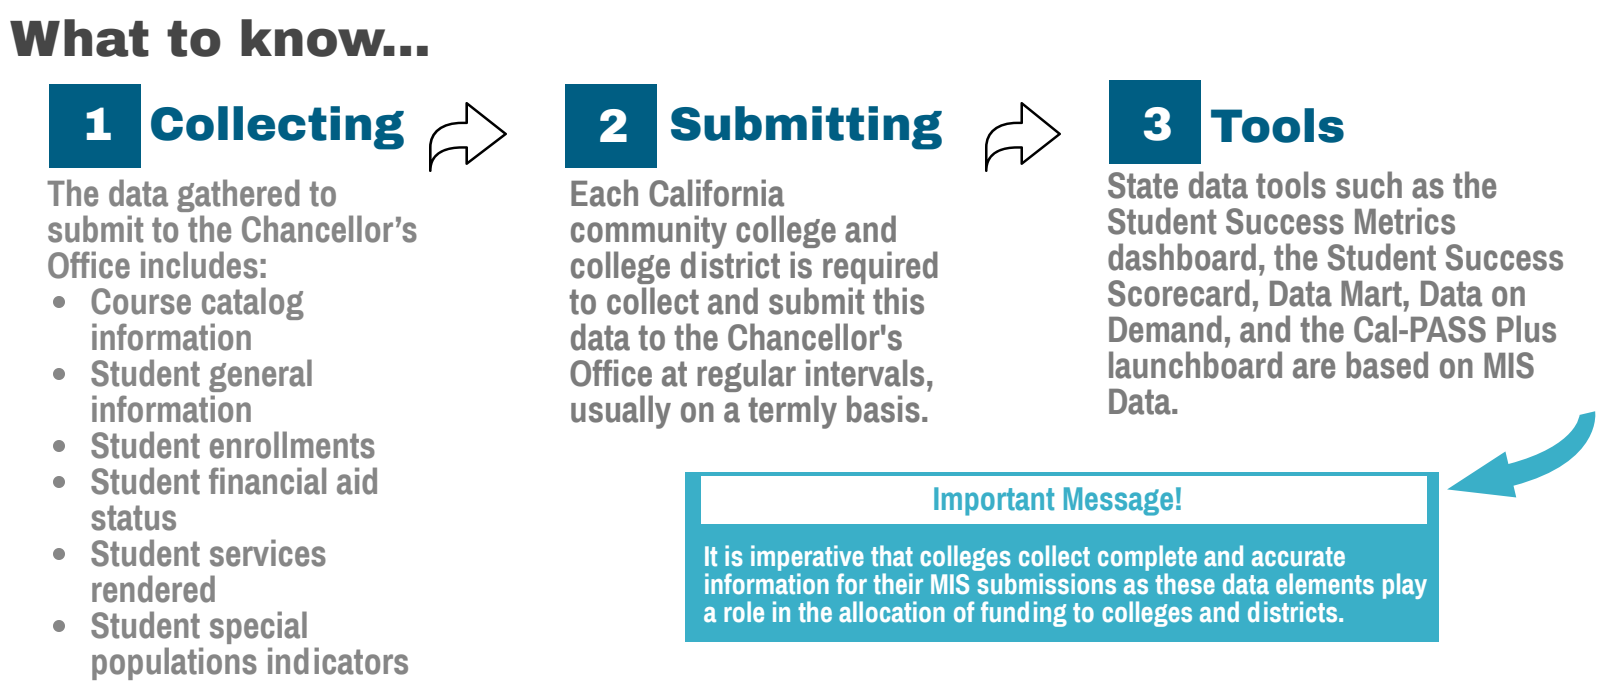 What to know...
1 Collecting
The data gathered to
submit to the Chancellor’s
Office includes:
• Course catalog
information
• Student general
information
• Student enrollments
• Student financial aid
status
• Student services
rendered
• Student special
populations indicators
2 Submitting
Each California
community college and
college district is required
to collect and submit this
data to the Chancellor's
Office at regular intervals,
usually on a termly basis.
3 Tools
State data tools such as the
Student Success Metrics
dashboard, the Student Success
Scorecard, Data Mart, Data on
Demand, and the Cal-PASS Plus
launchboard are based on MIS
Data.
Important Message!
It is imperative that colleges collect complete and accurate
information for their MIS submissions as these data elements play
a role in the allocation of funding to colleges and districts.